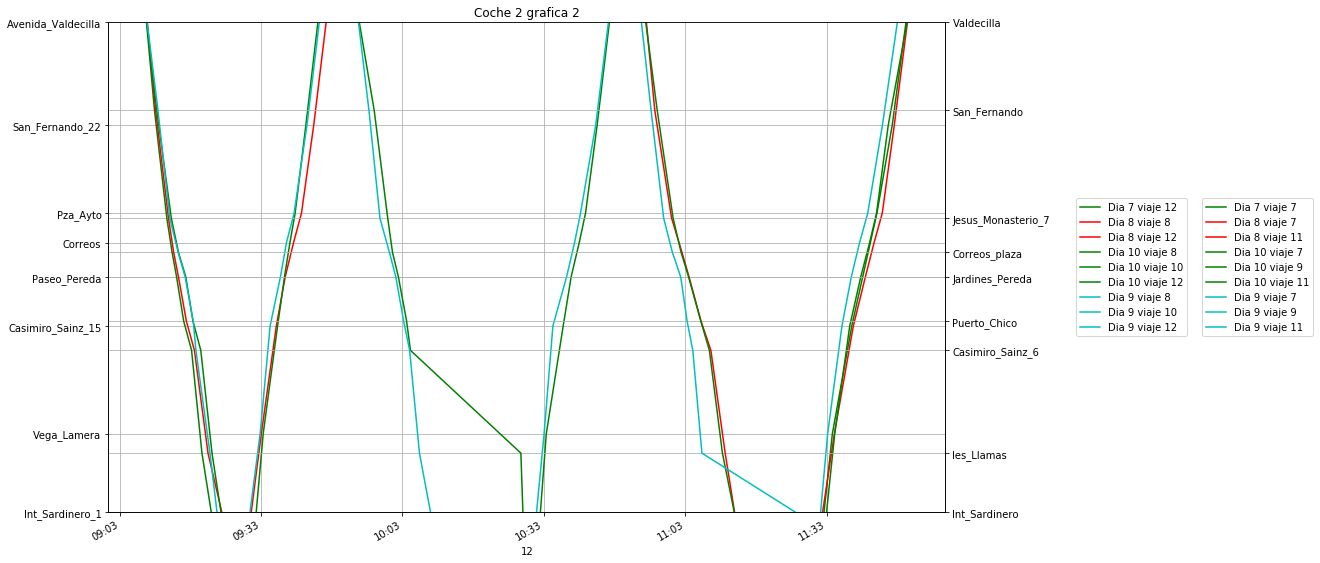 Coche 2 grafica 2
Avenida_Valdecilla
San_Fernando_22
Pza_Ayto
Correos
Paseo_Pereda
Casimiro_Sainz_15
Vega_Lamera
Int_Sardinero_1
Valdecilla
San_Fernando
Jesus_Monasterio_7
Correos_plaza
Jardines_Pereda
Puerto_Chico
Casimiro_Sainz_6
Ies_Llamas
Int_Sardinero
09:03
09:33
10:03
10:33
11:03
11:33
12
Dia 7 viaje 12
Dia 8 viaje 8
Dia 8 viaje 12
Dia 10 viaje 8
Dia 10 viaje 10
Dia 10 viaje 12
Dia 9 viaje 8
Dia 9 viaje 10
Dia 9 viaje 12
Dia 7 viaje 7
Dia 8 viaje 7
Dia 8 viaje 11
Dia 10 viaje 7
Dia 10 viaje 9
Dia 10 viaje 11
Dia 9 viaje 7
Dia 9 viaje 9
Dia 9 viaje 11